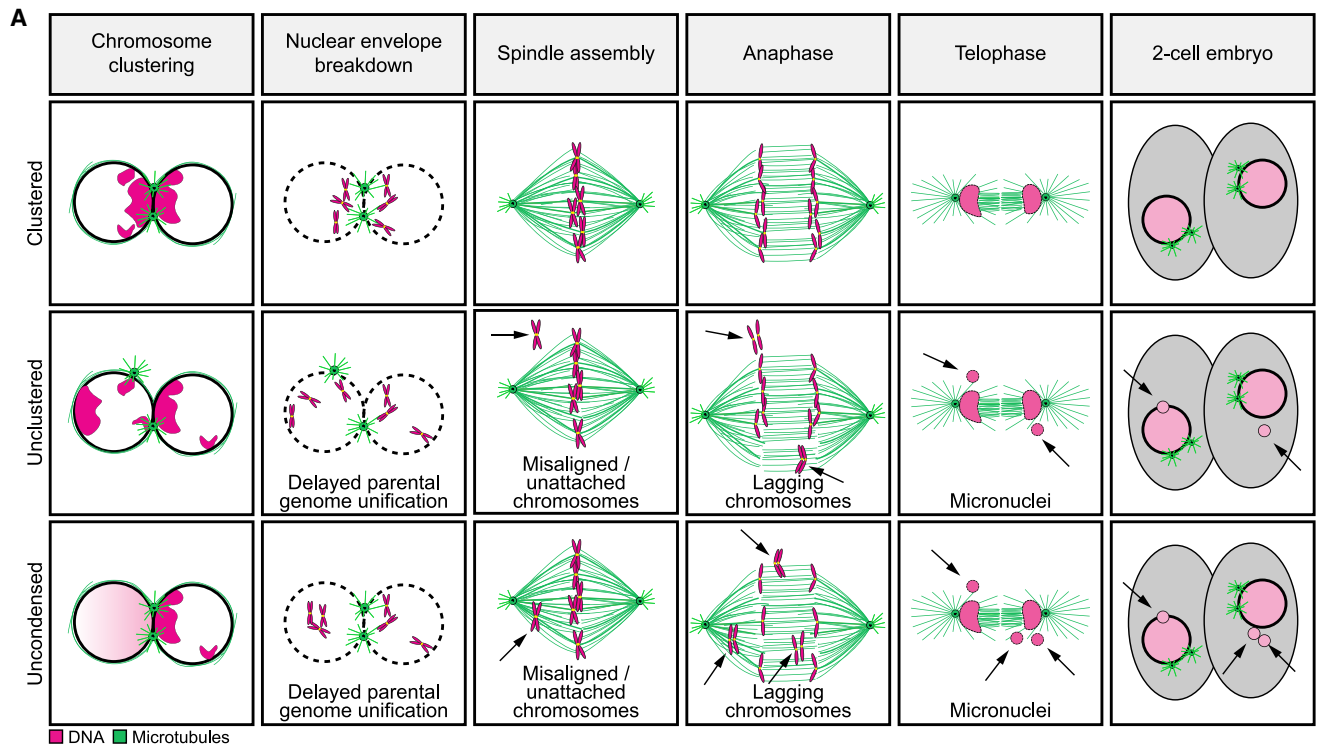 A
Chromosome
clustering
Nuclear envelope
breakdown
Spindle assembly
Anaphase
Telophase
2-cell embryo
Clustered
Unclustered
Delayed parental
genome unification
Misaligned /
unattached
chromosomes
Lagging
chromosomes
Micronuclei
Uncondensed
Delayed parental
genome unification
Misaligned /
unattached
chromosomes
Lagging
chromosomes
Micronuclei
DNA
Microtubules